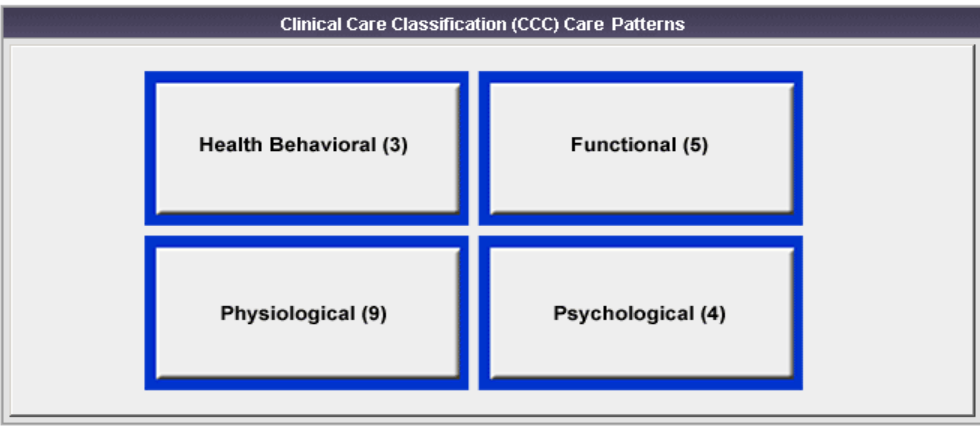 Clinical Care Classification (CCC) Care Patterns
Health Behavioral (3)
Functional (5)
Physiological (9)
Psychological (4)